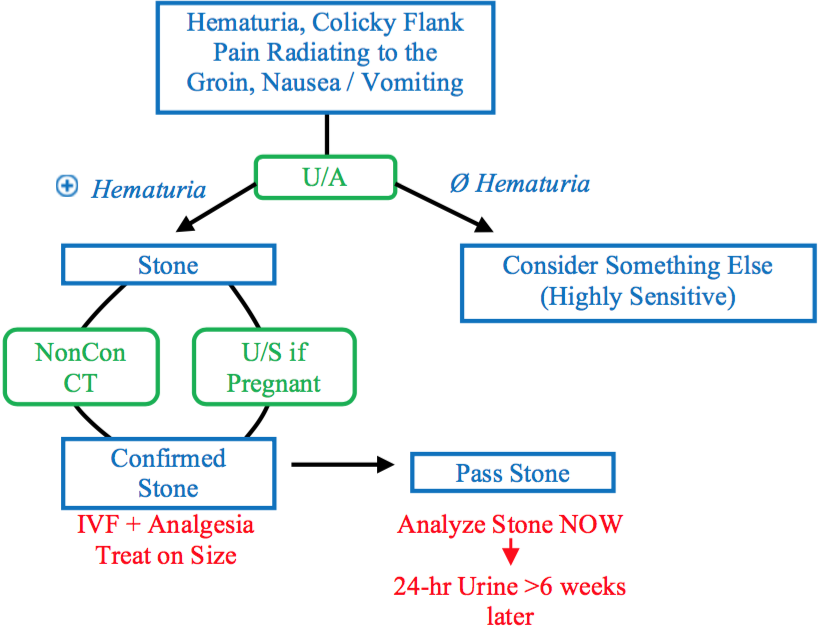 Hematuria, Colicky Flank
Pain Radiating to the
Groin, Nausea / Vomiting
U/A
Hematuria
Ø Hematuria
Stone
Consider Something Else
(Highly Sensitive)
NonCon
CT
U/S if
Pregnant
Confirmed
Stone
IVF + Analgesia
Treat on Size
Pass Stone
Analyze Stone NOW
24-hr Urine >6 weeks
later